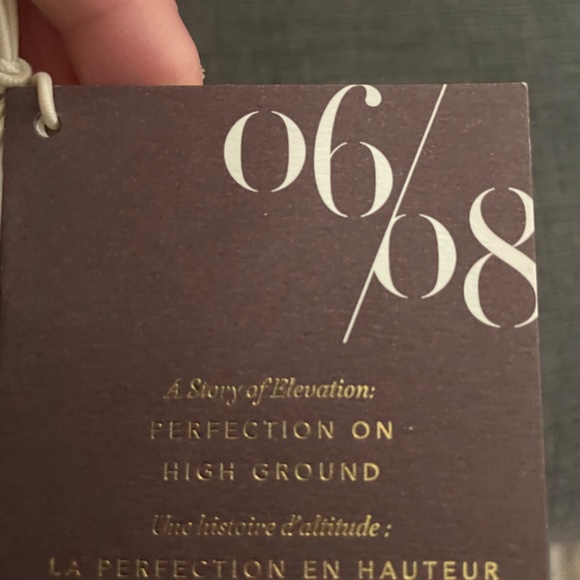 06/08
A Story of Elevation:
PERFECTION ON
HIGH GROUND
Une histoire d'altitude :
LA PERFECTION EN HAUTEUR